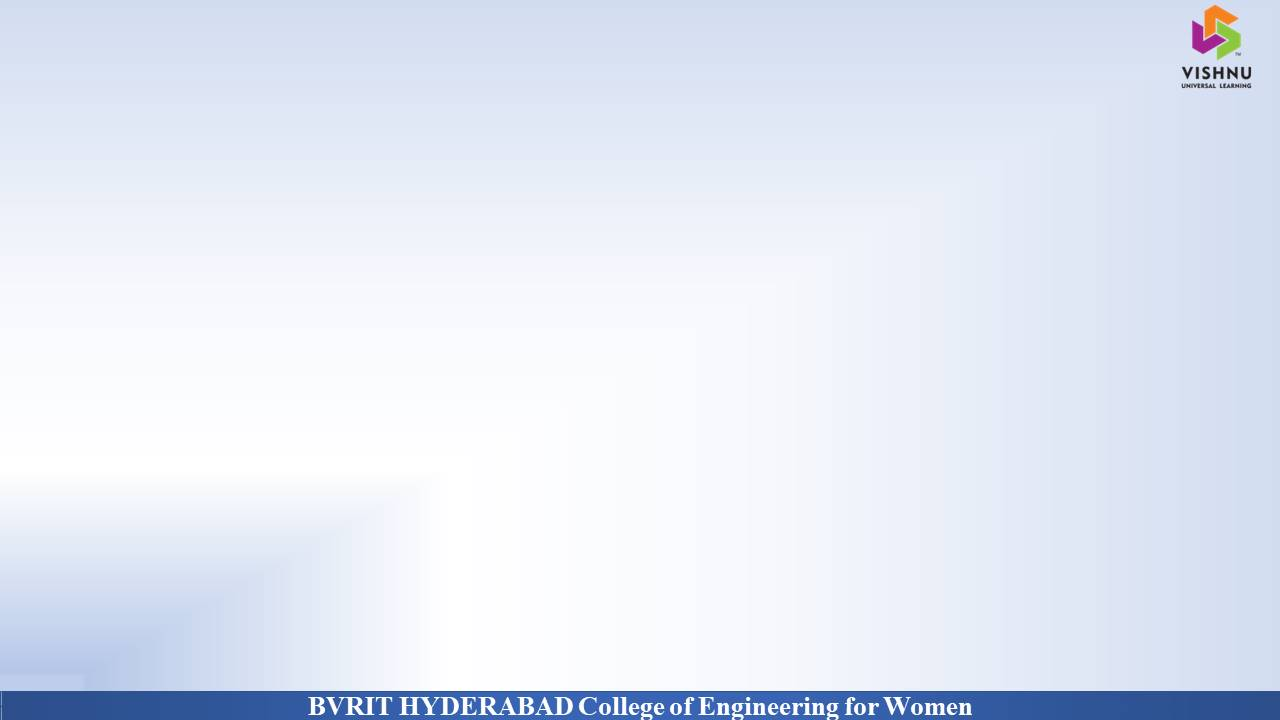 VISHNU
UNIVERSAL LEARNING
BVRIT HYDERABAD College of Engineering for Women